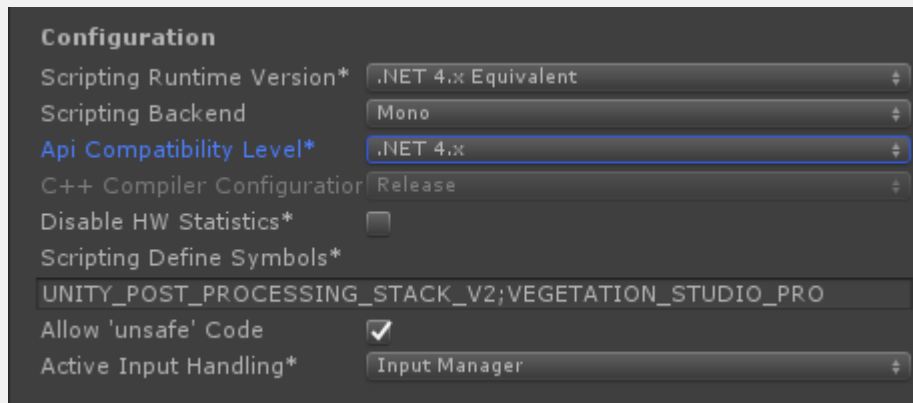 Configuration
Scripting Runtime Version* .NET 4.x Equivalent
Scripting Backend Mono
Api Compatibility Level* .NET 4.x
C++ Compiler Configuration Release
Disable HW Statistics*
Scripting Define Symbols*
UNITY_POST_PROCESSING_STACK_V2;VEGETATION_STUDIO_PRO
Allow 'unsafe' Code
Active Input Handling* Input Manager